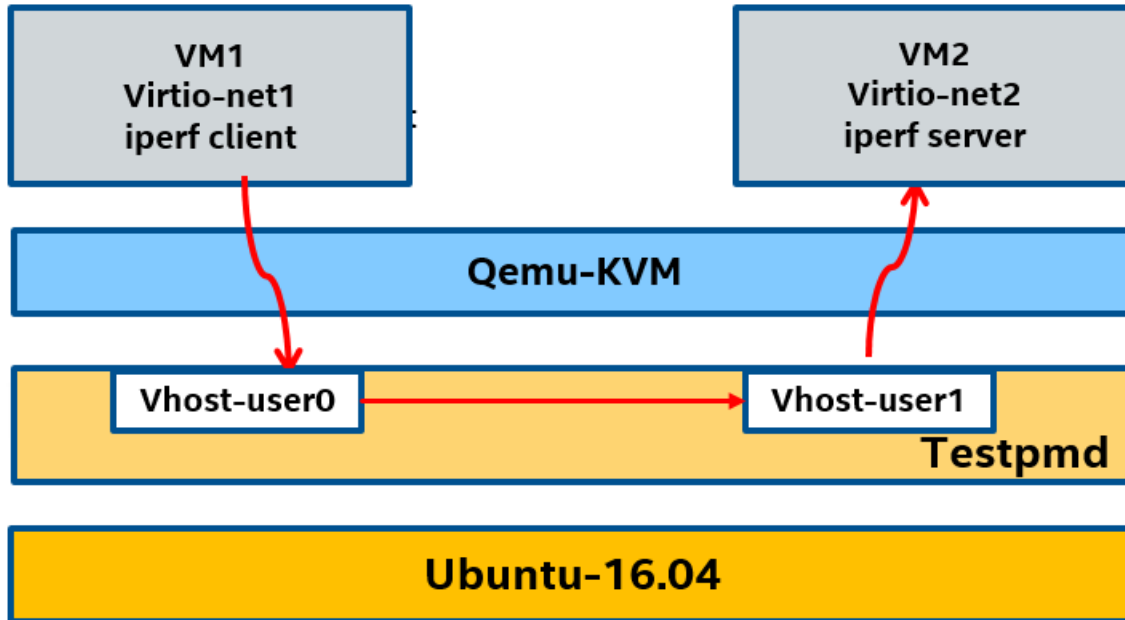 VM1
Virtio-net1
iperf client
VM2
Virtio-net2
iperf server
Qemu-KVM
Vhost-user0
Vhost-user1
Testpmd
Ubuntu-16.04